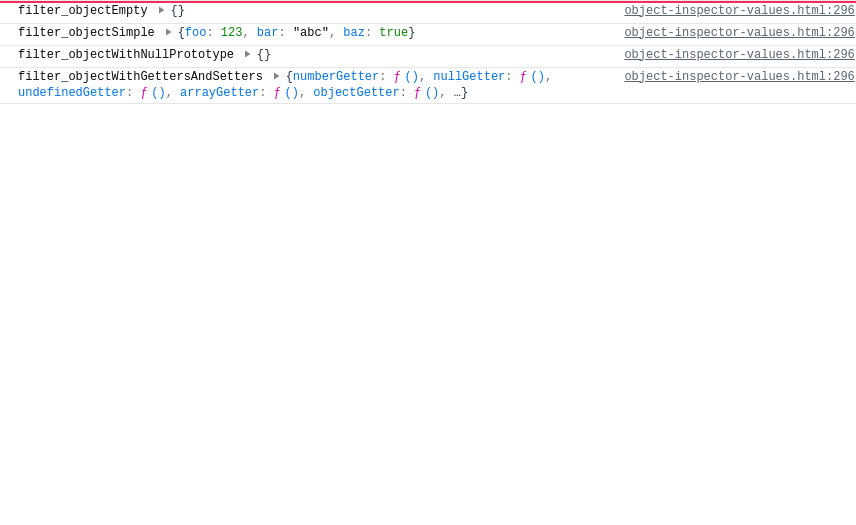 filter_objectEmpty {} object-inspector-values.html:296
filter_objectSimple {foo: 123, bar: "abc", baz: true} object-inspector-values.html:296
filter_objectWithNullPrototype {} object-inspector-values.html:296
filter_objectWithGettersAndSetters {numberGetter: ƒ (), nullGetter: ƒ (), object-inspector-values.html:296
undefinedGetter: ƒ (), arrayGetter: ƒ (), objectGetter: ƒ (), …}